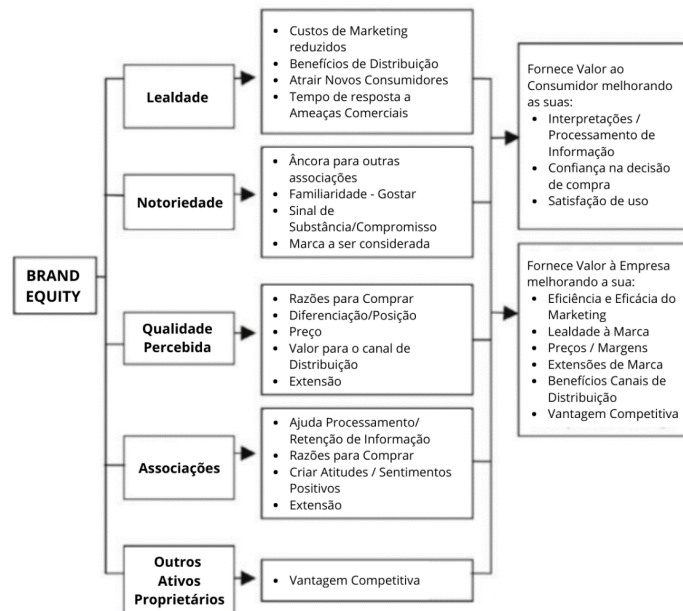 BRAND
EQUITY
Lealdade
• Custos de Marketing
reduzidos
• Benefícios de Distribuição
• Atrair Novos Consumidores
• Tempo de resposta a
Ameaças Comerciais
Notoriedade
• Âncora para outras
associações
• Familiaridade - Gostar
• Sinal de
Substância/Compromisso
• Marca a ser considerada
Qualidade
Percebida
• Razões para Comprar
• Diferenciação/Posição
• Preço
• Valor para o canal de
Distribuição
• Extensão
Associações
• Ajuda Processamento/
Retenção de Informação
• Razões para Comprar
• Criar Atitudes / Sentimentos
Positivos
• Extensão
Outros
Ativos
Proprietários
• Vantagem Competitiva
Fornece Valor ao
Consumidor melhorando
as suas:
• Interpretações /
Processamento de
Informação
• Confiança na decisão
de compra
• Satisfação de uso
Fornece Valor à Empresa
melhorando a sua:
• Eficiência e Eficácia do
Marketing
• Lealdade à Marca
• Preços / Margens
• Extensões de Marca
• Benefícios Canais de
Distribuição
• Vantagem Competitiva